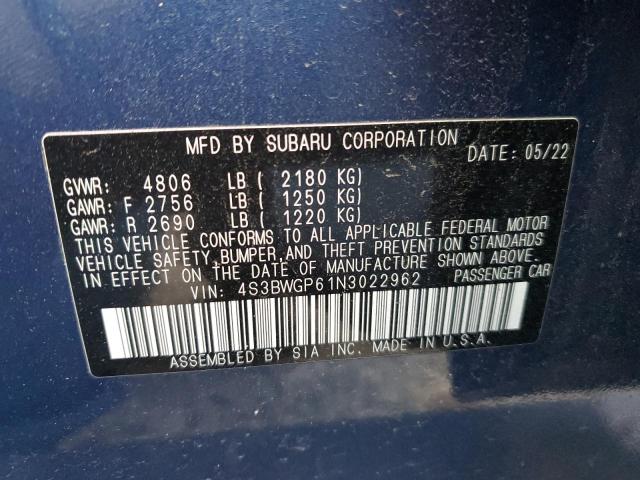 MFD BY SUBARU CORPORATION
DATE: 05/22
GVWR: 4806 LB ( 2180 KG)
GAWR: F 2756 LB ( 1250 KG)
GAWR: R 2690 LB ( 1220 KG)
THIS VEHICLE CONFORMS TO ALL APPLICABLE FEDERAL MOTOR
VEHICLE SAFETY,BUMPER,AND THEFT PREVENTION STANDARDS
IN EFFECT ON THE DATE OF MANUFACTURE SHOWN ABOVE.
VIN: 4S3BWGP61N3022962 PASSENGER CAR
ASSEMBLED BY SIA INC. MADE IN U.S.A.